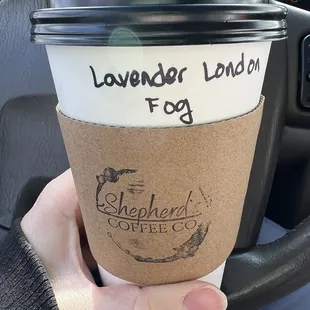 Lavender London
Fog
Shepherd's
COFFEE CO.